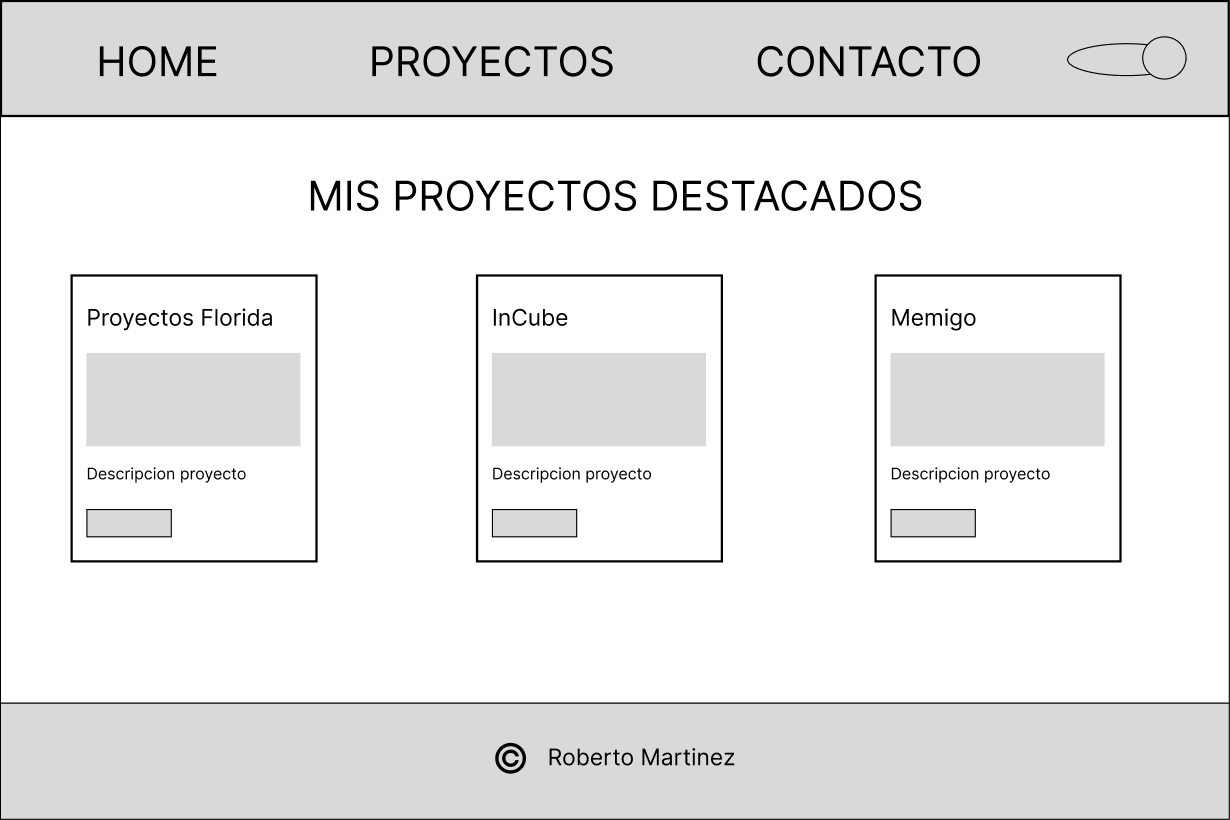 HOME PROYECTOS CONTACTO
MIS PROYECTOS DESTACADOS
Proyectos Florida
Descripcion proyecto
InCube
Descripcion proyecto
Memigo
Descripcion proyecto
© Roberto Martinez